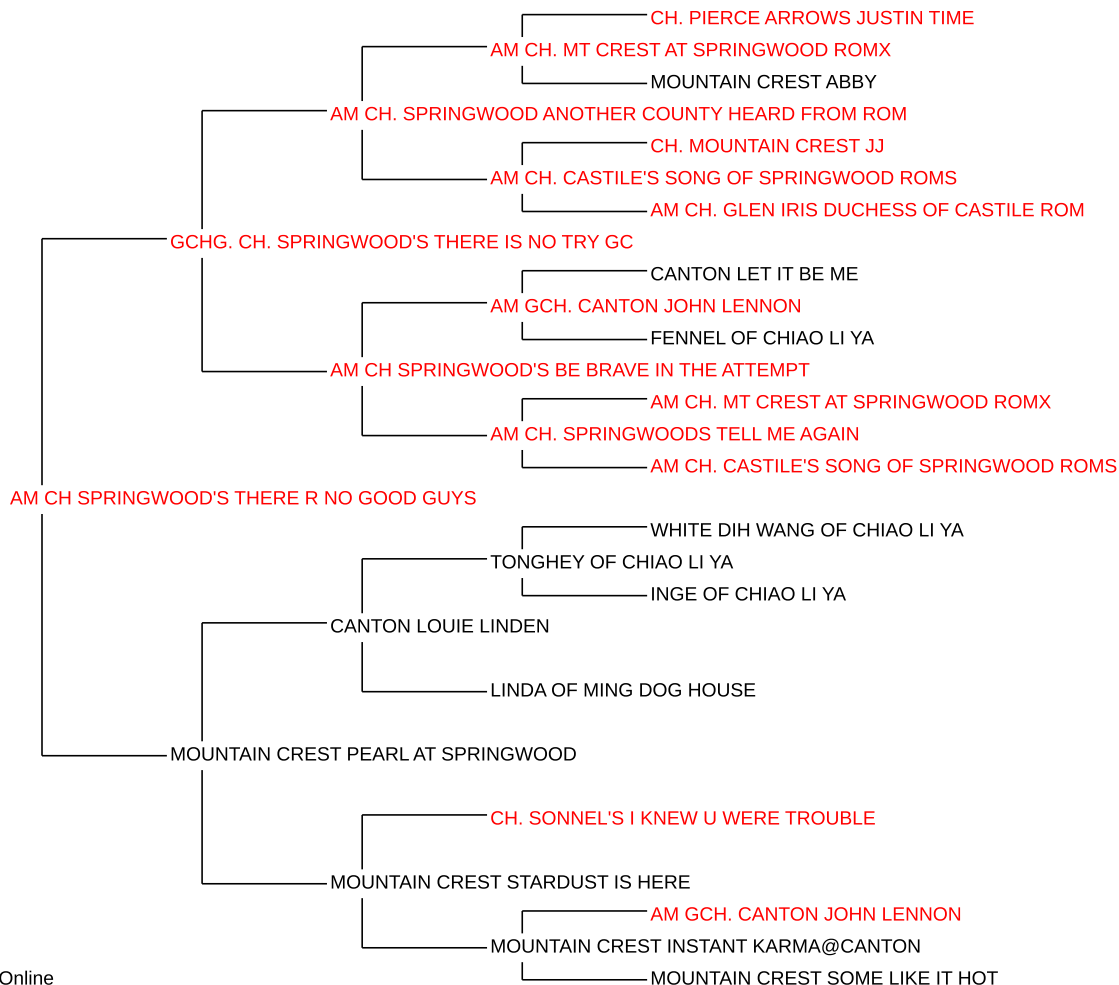 CH. PIERCE ARROWS JUSTIN TIME
AM CH. MT CREST AT SPRINGWOOD ROMX
MOUNTAIN CREST ABBY
AM CH. SPRINGWOOD ANOTHER COUNTY HEARD FROM ROM
CH. MOUNTAIN CREST JJ
AM CH. CASTILE'S SONG OF SPRINGWOOD ROMS
AM CH. GLEN IRIS DUCHESS OF CASTILE ROM
GCHG. CH. SPRINGWOOD'S THERE IS NO TRY GC
CANTON LET IT BE ME
AM GCH. CANTON JOHN LENNON
FENNEL OF CHIAO LI YA
AM CH SPRINGWOOD'S BE BRAVE IN THE ATTEMPT
AM CH. MT CREST AT SPRINGWOOD ROMX
AM CH. SPRINGWOODS TELL ME AGAIN
AM CH. CASTILE'S SONG OF SPRINGWOOD ROMS
AM CH SPRINGWOOD'S THERE R NO GOOD GUYS
WHITE DIH WANG OF CHIAO LI YA
TONGHEY OF CHIAO LI YA
INGE OF CHIAO LI YA
CANTON LOUIE LINDEN
LINDA OF MING DOG HOUSE
MOUNTAIN CREST PEARL AT SPRINGWOOD
CH. SONNEL'S I KNEW U WERE TROUBLE
MOUNTAIN CREST STARDUST IS HERE
AM GCH. CANTON JOHN LENNON
MOUNTAIN CREST INSTANT KARMA@CANTON
MOUNTAIN CREST SOME LIKE IT HOT
Online